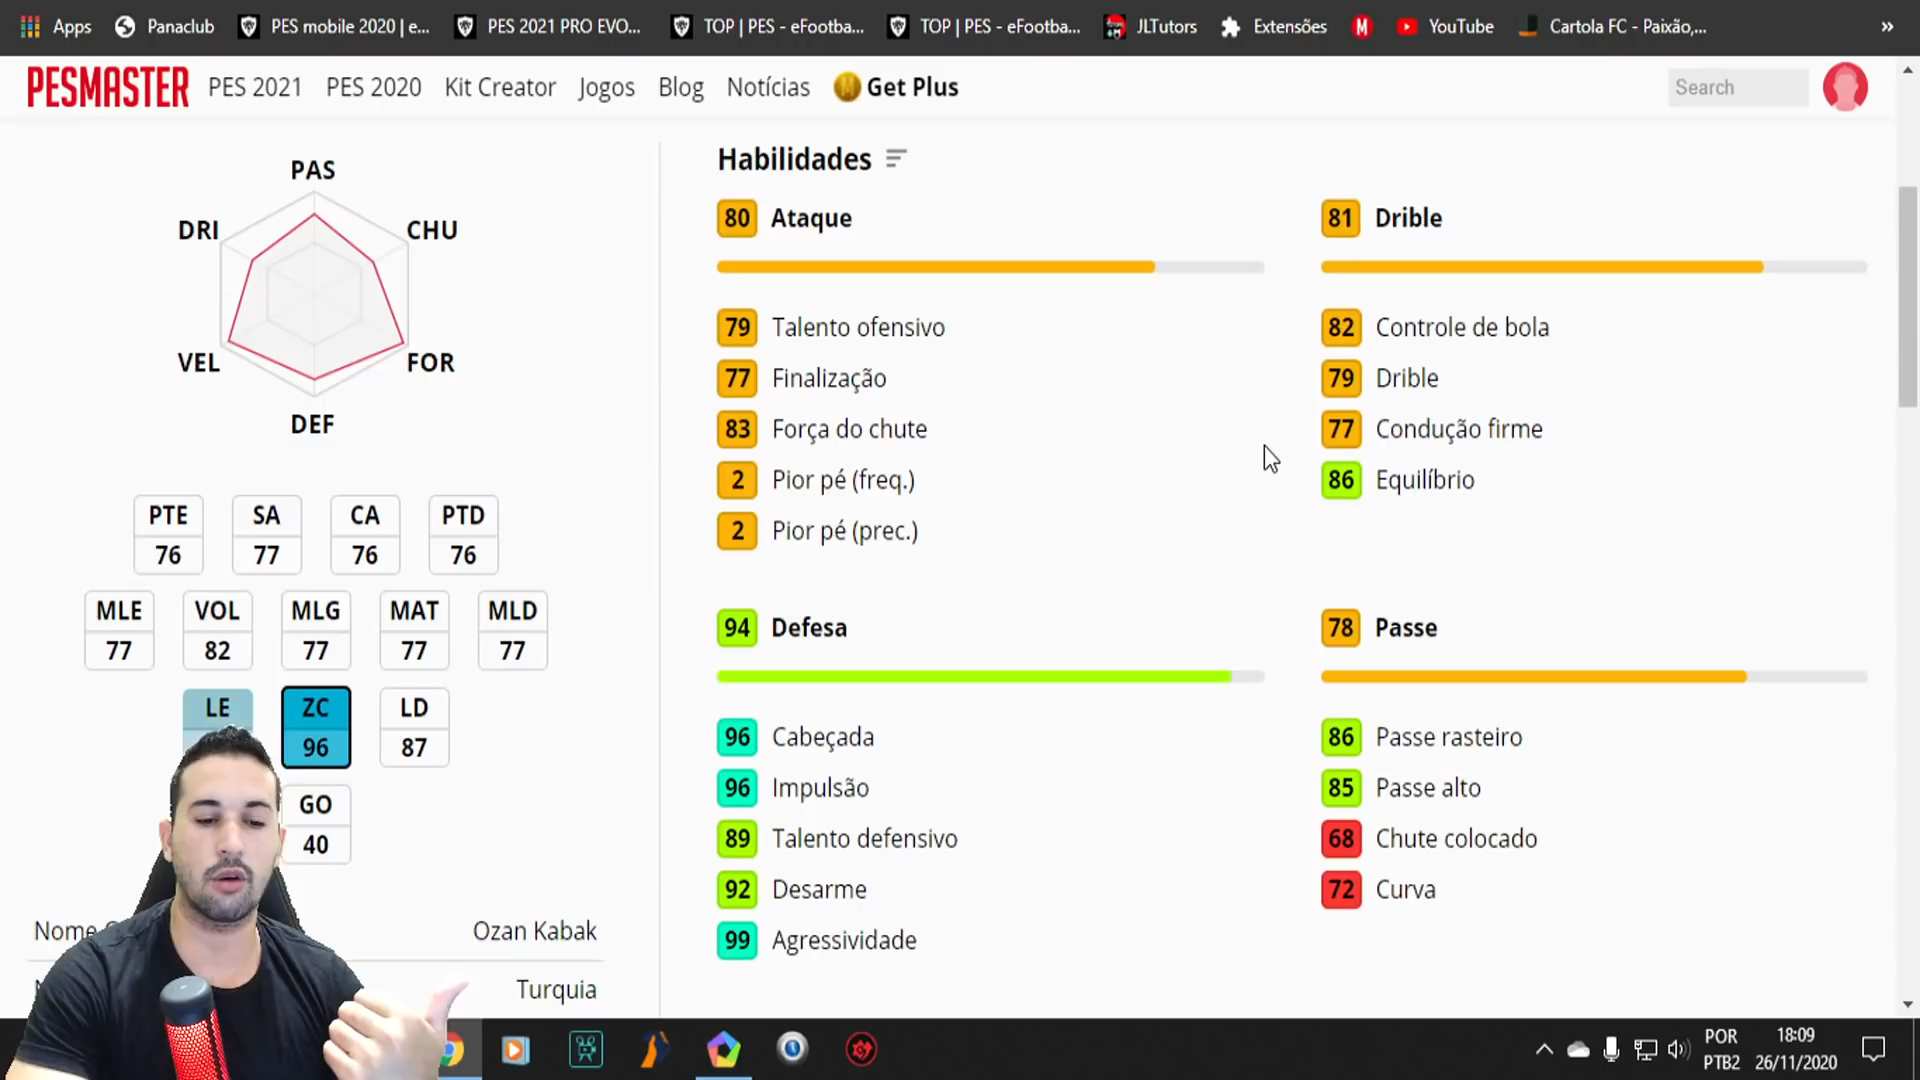 Apps Panaclub PES mobile 2020 | e... PES 2021 PRO EVO... TOP | PES - eFootba... TOP | PES - eFootba... JLTutors Extensões M YouTube Cartola FC - Paixão,... »
PESMASTER PES 2021 PES 2020 Kit Creator Jogos Blog Notícias Get Plus Search
Habilidades
PAS
DRI CHU
VEL FOR
DEF
PTE SA CA PTD
76 77 76 76
MLE VOL MLG MAT MLD
77 82 77 77 77
LE ZC LD
96 87
GO
40
Nome
Ozan Kabak
Turquia
80 Ataque
79 Talento ofensivo
77 Finalização
83 Força do chute
2 Pior pé (freq.)
2 Pior pé (prec.)
81 Drible
82 Controle de bola
79 Drible
77 Condução firme
86 Equilíbrio
94 Defesa
96 Cabeçada
96 Impulsão
89 Talento defensivo
92 Desarme
99 Agressividade
78 Passe
86 Passe rasteiro
85 Passe alto
68 Chute colocado
72 Curva
POR 18:09
PTB2 26/11/2020